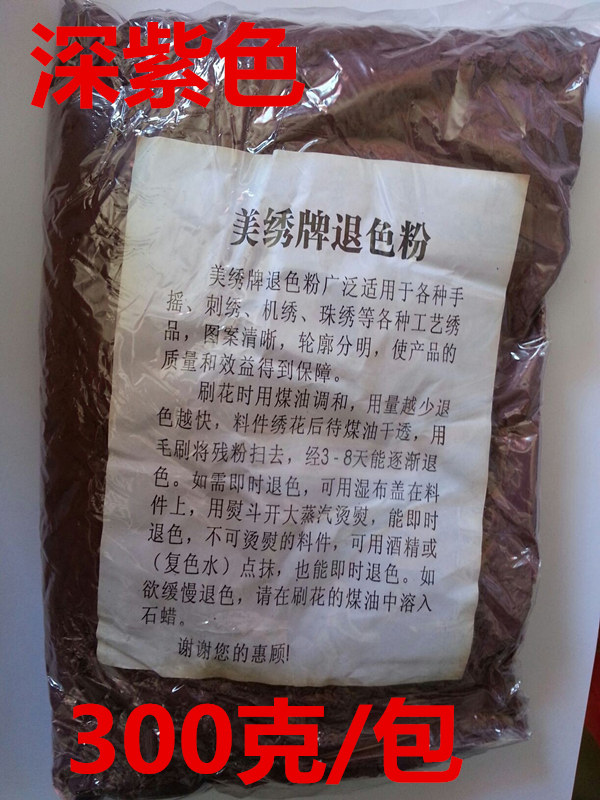 深紫色
美绣牌退色粉
美绣牌退色粉广泛适用于各种手
摇、刺绣、机绣、珠绣等各种工艺绣
品，图案清晰，轮廓分明，使产品的
质量和效益得到保障。
刷花时用煤油调和，用量越少退
色越快，料件绣花后待煤油干透，用
毛刷将残粉扫去，经3-8天能逐渐退
色。如需即时退色，可用湿布盖在料
件上，用熨斗开大蒸汽烫熨，能即时
退色，不可烫熨的料件，可用酒精或
（复色水）点抹，也能即时退色。如
欲缓慢退色，请在刷花的煤油中溶入
石蜡。
谢谢您的惠顾!
300克/包